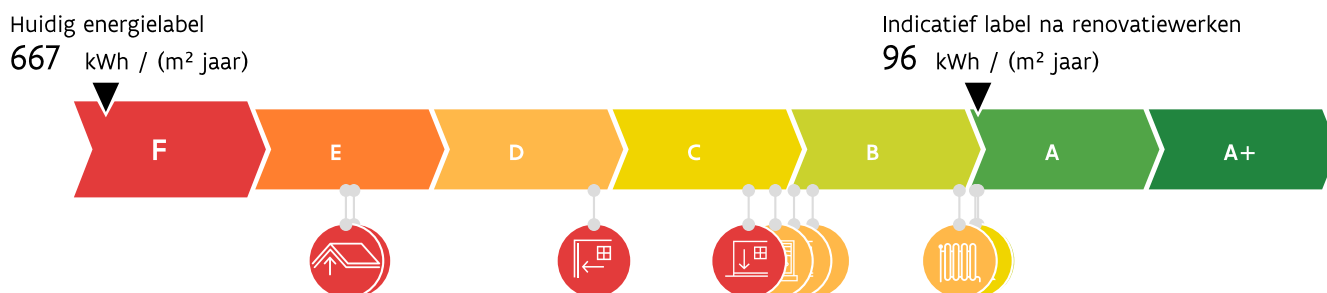 Huidig energielabel
667 kWh / (m² jaar)
Indicatief label na renovatiewerken
96 kWh / (m² jaar)
F E D C B A A+